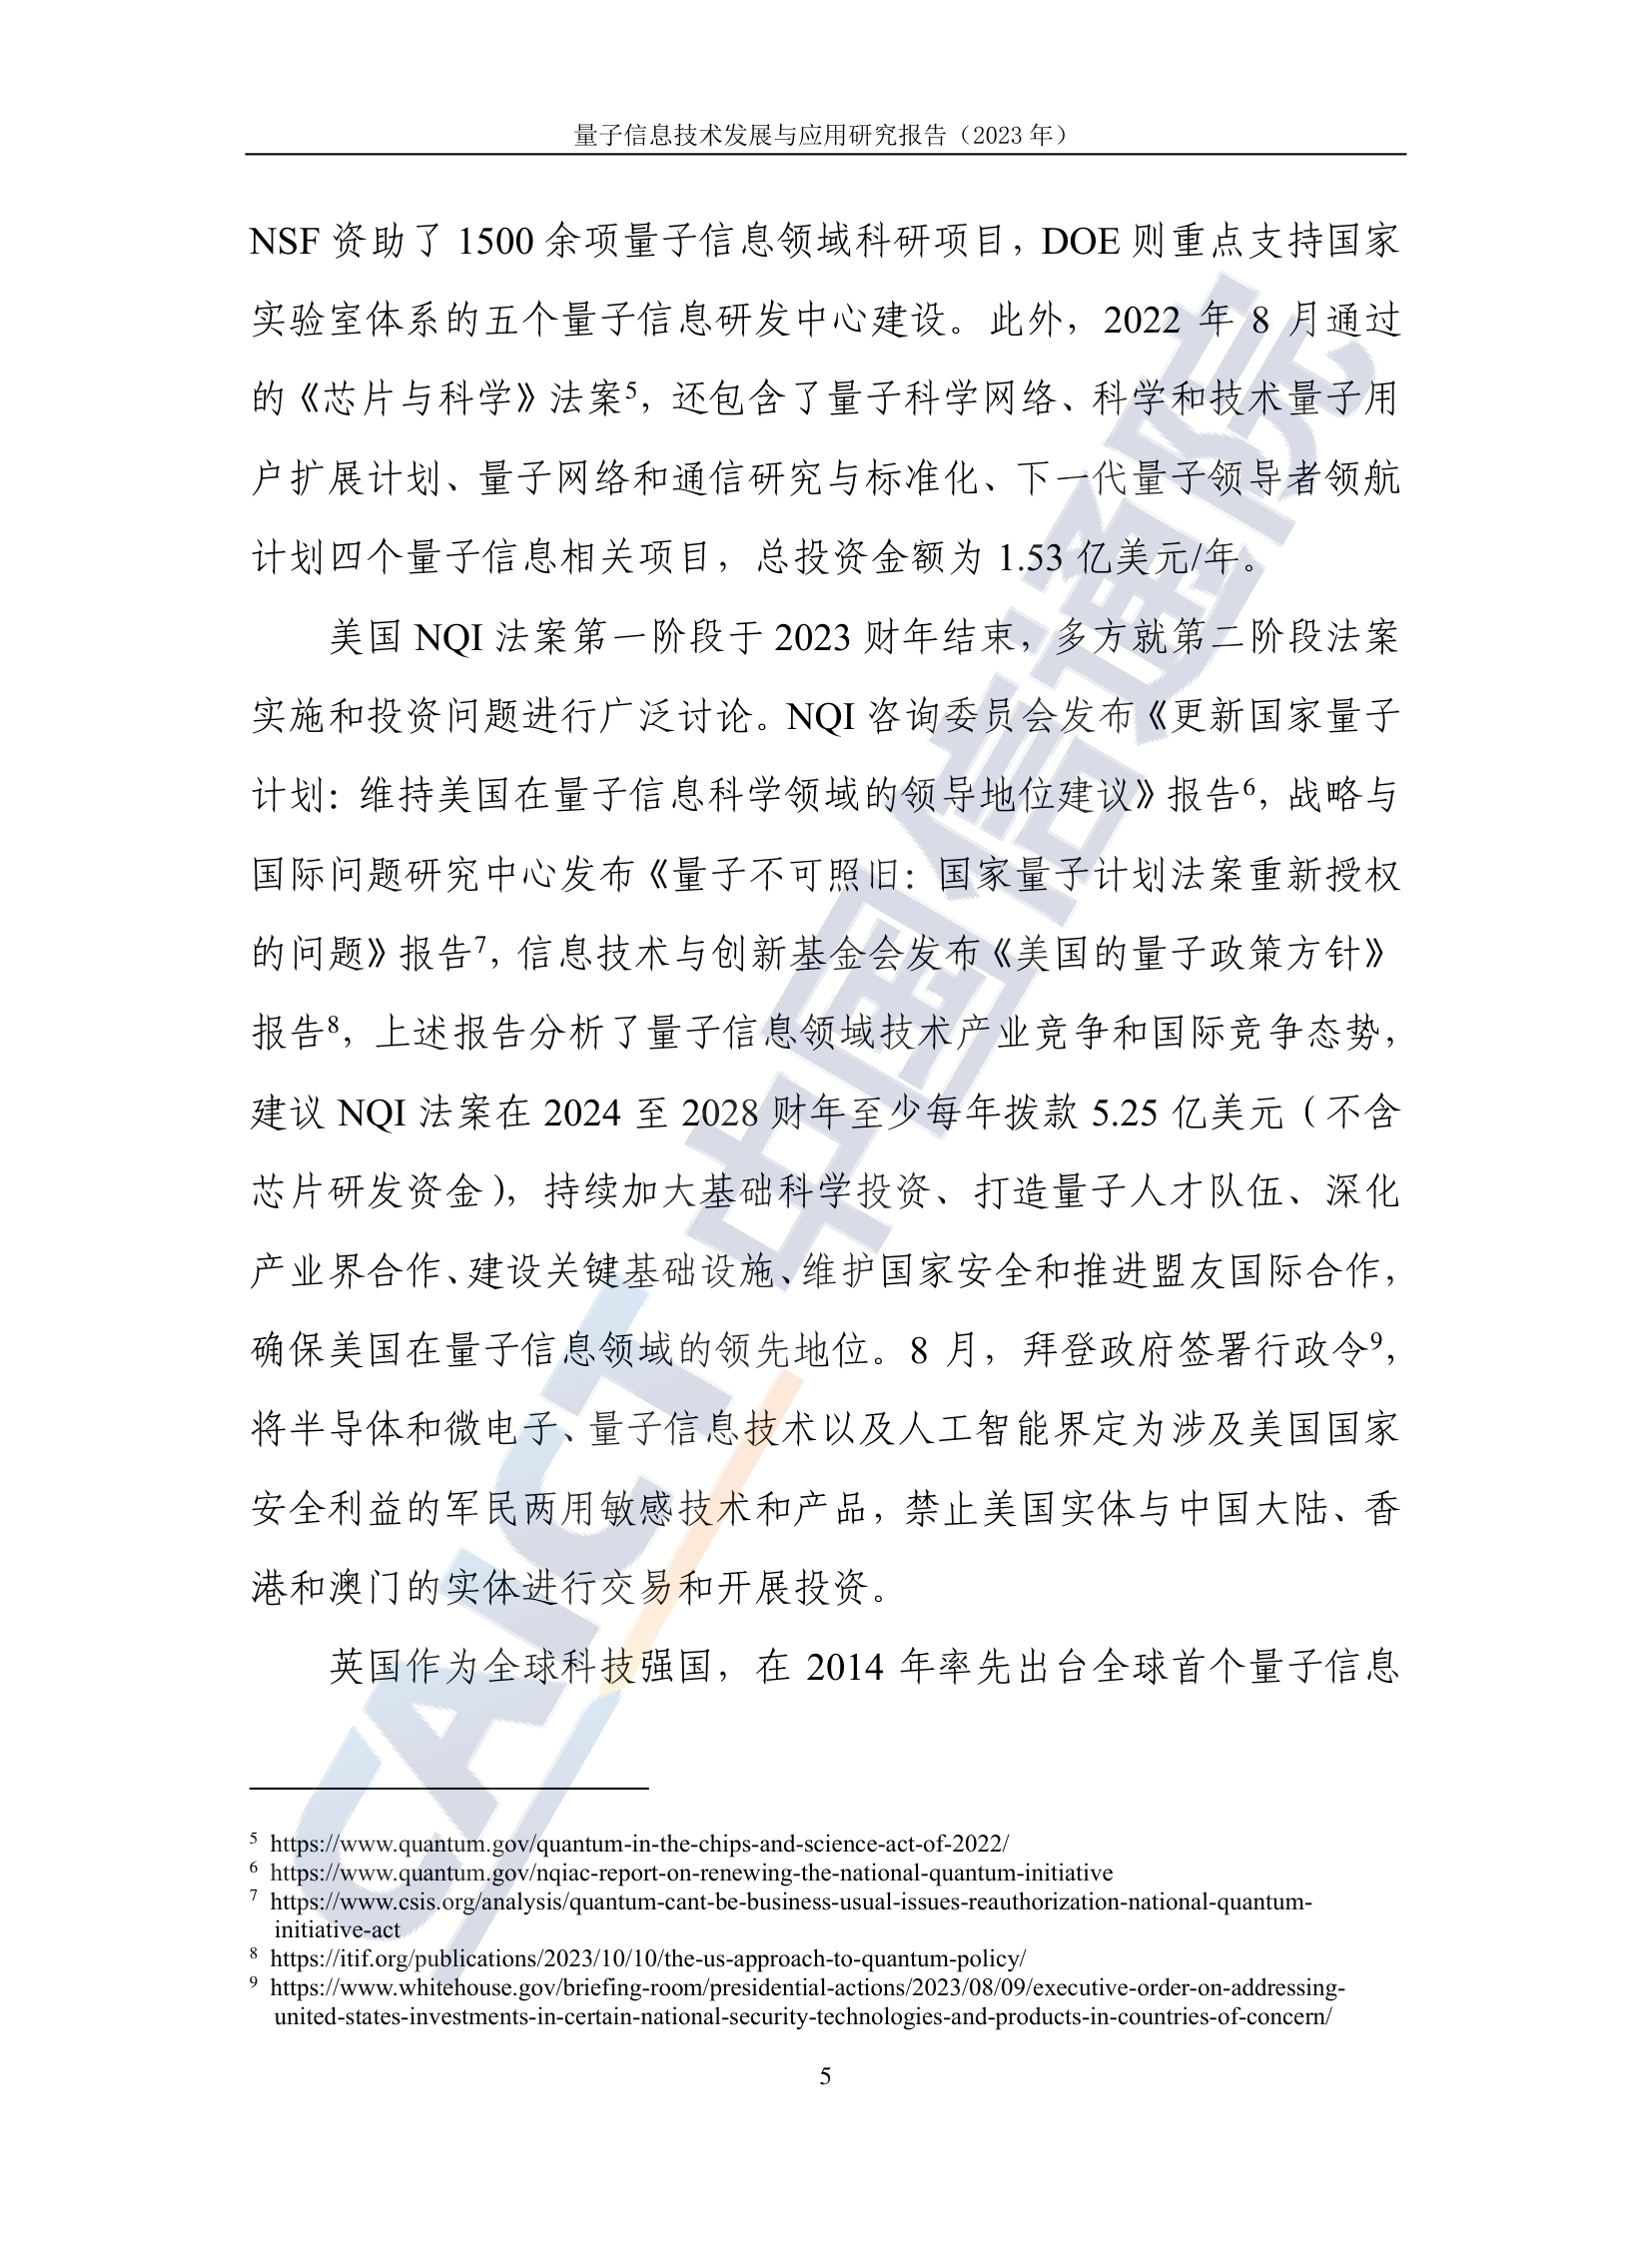 量子信息技术发展与应用研究报告（2023 年）
NSF 资助了 1500 余项量子信息领域科研项目，DOE 则重点支持国家
实验室体系的五个量子信息研发中心建设。此外，2022 年 8 月通过
的《芯片与科学》法案5，还包含了量子科学网络、科学和技术量子用
户扩展计划、量子网络和通信研究与标准化、下一代量子领导者领航
计划四个量子信息相关项目，总投资金额为 1.53 亿美元/年。
美国 NQI 法案第一阶段于 2023 财年结束，多方就第二阶段法案
实施和投资问题进行广泛讨论。NQI 咨询委员会发布《更新国家量子
计划：维持美国在量子信息科学领域的领导地位建议》报告6，战略与
国际问题研究中心发布《量子不可照旧：国家量子计划法案重新授权
的问题》报告7，信息技术与创新基金会发布《美国的量子政策方针》
报告8，上述报告分析了量子信息领域技术产业竞争和国际竞争态势，
建议 NQI 法案在 2024 至 2028 财年至少每年拨款 5.25 亿美元（不含
芯片研发资金），持续加大基础科学投资、打造量子人才队伍、深化
产业界合作、建设关键基础设施、维护国家安全和推进盟友国际合作，
确保美国在量子信息领域的领先地位。8 月，拜登政府签署行政令9，
将半导体和微电子、量子信息技术以及人工智能界定为涉及美国国家
安全利益的军民两用敏感技术和产品，禁止美国实体与中国大陆、香
港和澳门的实体进行交易和开展投资。
英国作为全球科技强国，在 2014 年率先出台全球首个量子信息
5 https://www.quantum.gov/quantum-in-the-chips-and-science-act-of-2022/
6 https://www.quantum.gov/nqiac-report-on-renewing-the-national-quantum-initiative
7 https://www.csis.org/analysis/quantum-cant-be-business-usual-issues-reauthorization-national-quantum-
initiative-act
8 https://itif.org/publications/2023/10/10/the-us-approach-to-quantum-policy/
9 https://www.whitehouse.gov/briefing-room/presidential-actions/2023/08/09/executive-order-on-addressing-
united-states-investments-in-certain-national-security-technologies-and-products-in-countries-of-concern/
5
CAICT 中国信通院